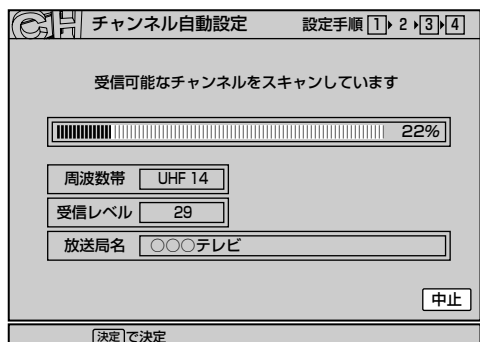 CH チャンネル自動設定 設定手順 1 2 3 4
受信可能なチャンネルをスキャンしています
22%
周波数帯 UHF 14
受信レベル 29
放送局名 ○○○テレビ
中止
決定で決定